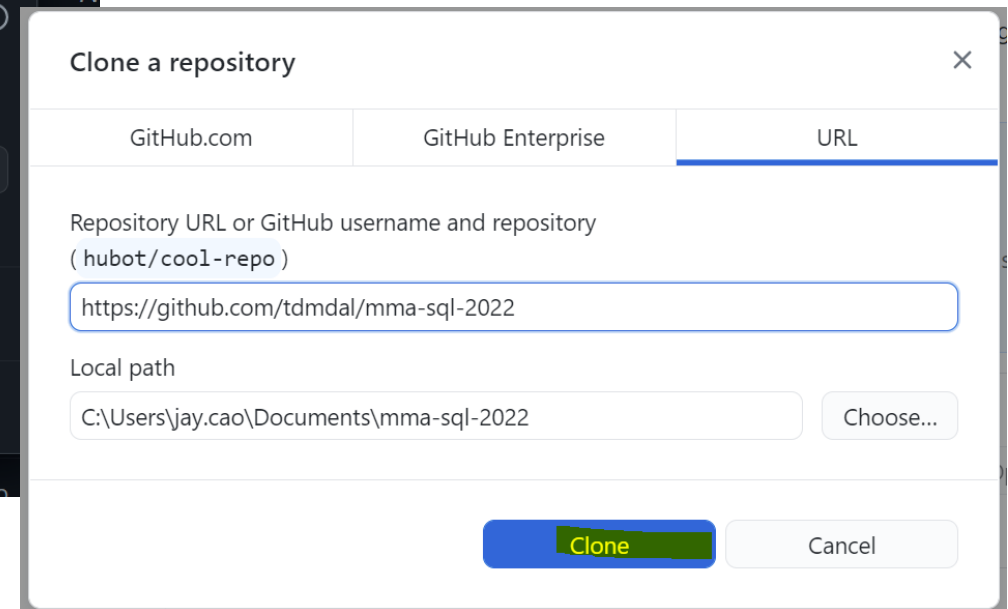 Clone a repository
GitHub.com
GitHub Enterprise
URL
Repository URL or GitHub username and repository
(hubot/cool-repo)
https://github.com/tdmdal/mma-sql-2022
Local path
C:\Users\jay.cao\Documents\mma-sql-2022
Choose...
Clone
Cancel